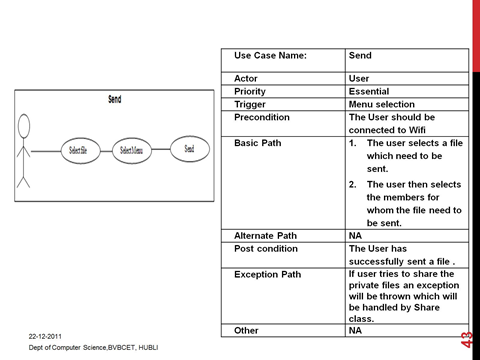 Send
Select file
Select Menu
Send
Use Case Name:
Send
Actor
User
Priority
Essential
Trigger
Menu selection
Precondition
The User should be
connected to Wifi
Basic Path
1. The user selects a file
which need to be
sent.
2. The user then selects
the members for
whom the file need to
be sent.
Alternate Path
NA
Post condition
The User has
successfully sent a file .
Exception Path
If user tries to share the
private files an exception
will be thrown which will
be handled by Share
class.
Other
NA
22-12-2011
Dept of Computer Science,BVBCET, HUBLI
43